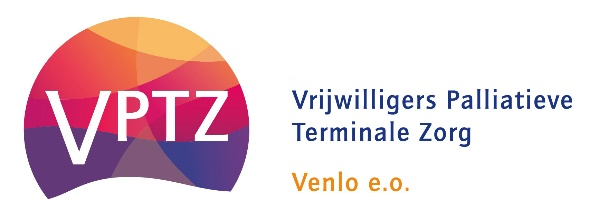 VPTZ
Vrijwilligers Palliatieve
Terminale Zorg
Venlo e.o.